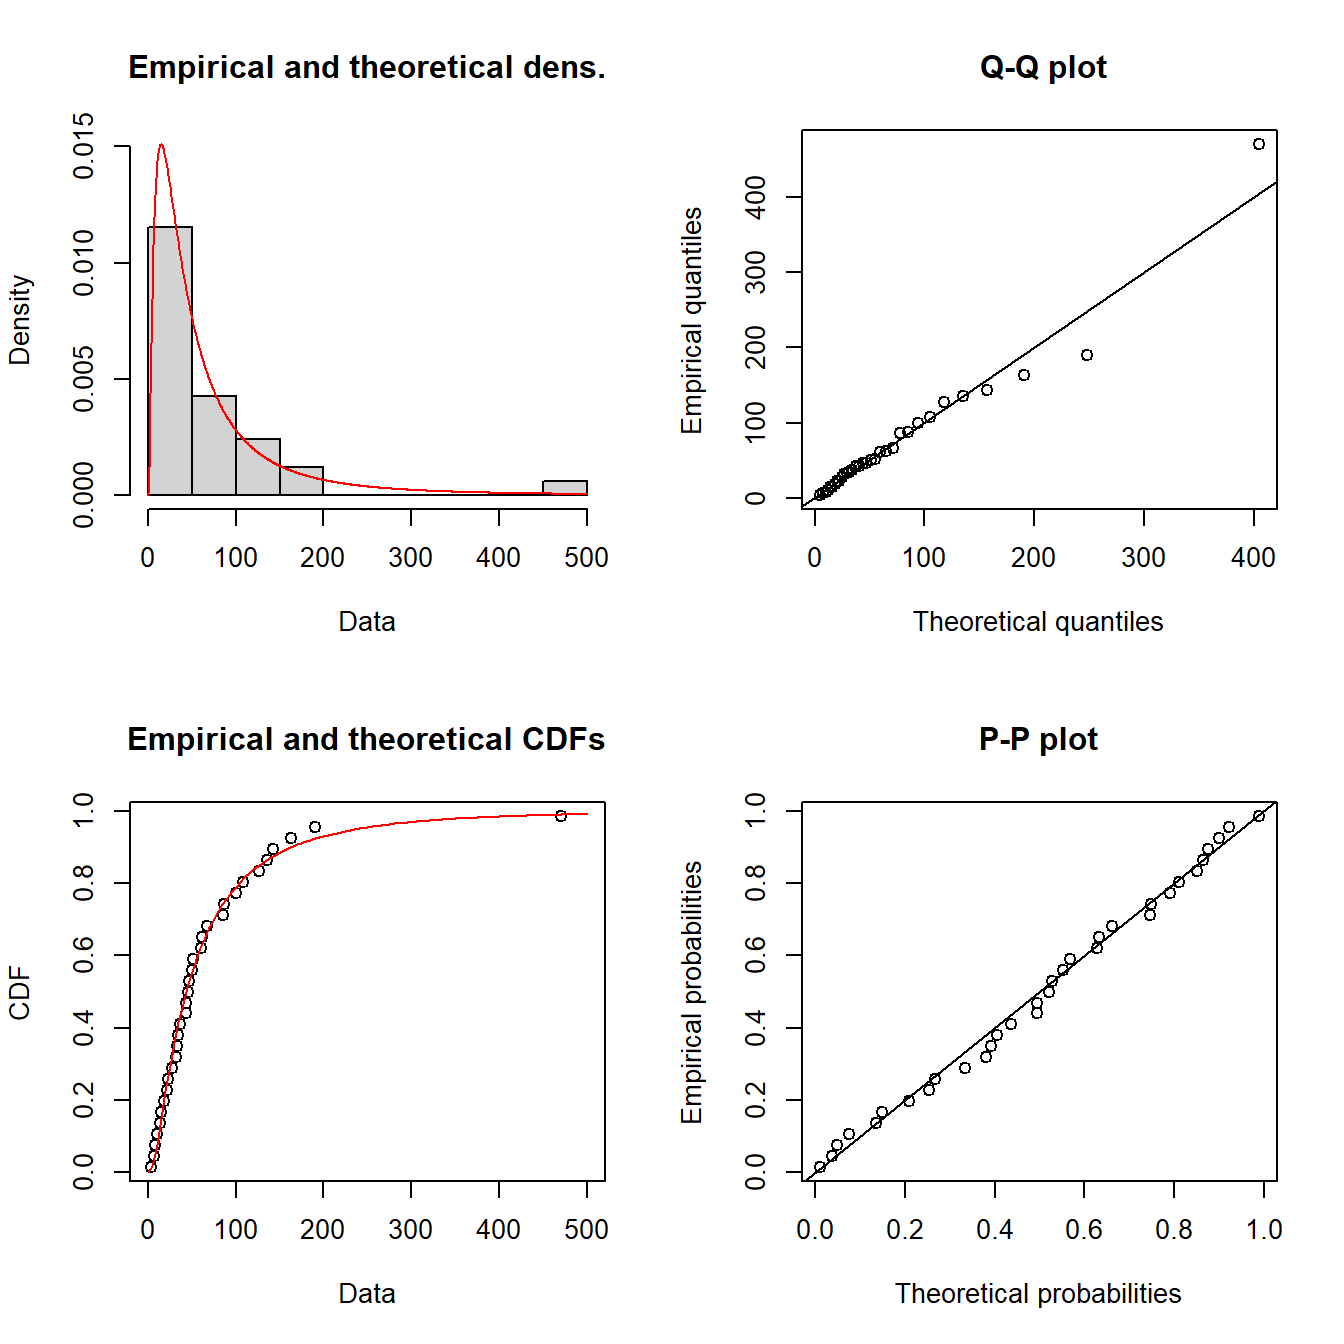 Empirical and theoretical dens.
Density
0.000 0.005 0.010 0.015
0 100 200 300 400 500
Data
Q-Q plot
Empirical quantiles
0 100 200 300 400
0 100 200 300 400
Theoretical quantiles
Empirical and theoretical CDFs
CDF
0.0 0.2 0.4 0.6 0.8 1.0
0 100 200 300 400 500
Data
P-P plot
Empirical probabilities
0.0 0.2 0.4 0.6 0.8 1.0
0.0 0.2 0.4 0.6 0.8 1.0
Theoretical probabilities